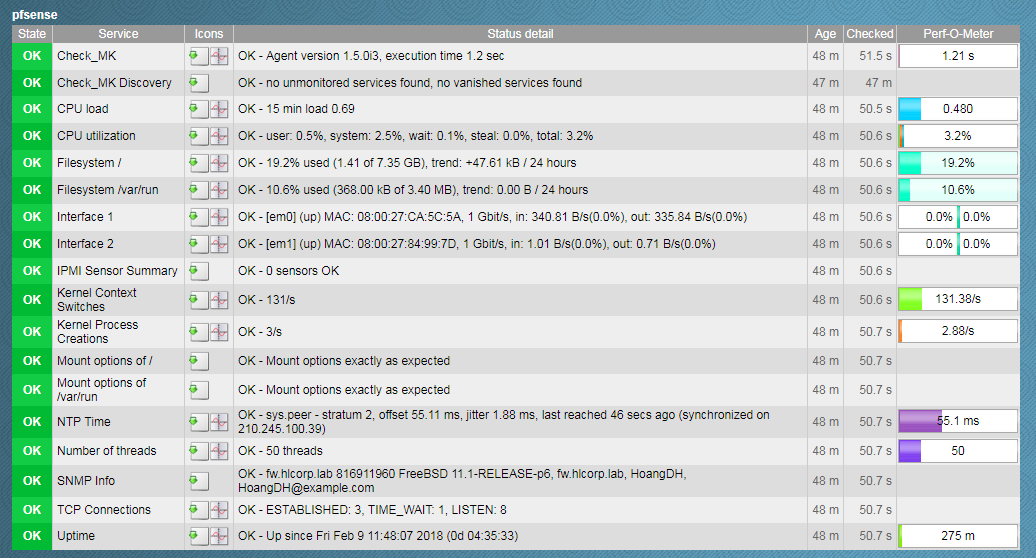 pfsense
State Service Icons Status detail Age Checked Perf-O-Meter
OK Check_MK OK - Agent version 1.5.0i3, execution time 1.2 sec 48 m 51.5 s 1.21 s
OK Check_MK Discovery OK - no unmonitored services found, no vanished services found 47 m 47 m
OK CPU load OK - 15 min load 0.69 48 m 50.5 s 0.480
OK CPU utilization OK - user: 0.5%, system: 2.5%, wait: 0.1%, steal: 0.0%, total: 3.2% 48 m 50.6 s 3.2%
OK Filesystem / OK - 19.2% used (1.41 of 7.35 GB), trend: +47.61 kB / 24 hours 48 m 50.6 s 19.2%
OK Filesystem /var/run OK - 10.6% used (368.00 kB of 3.40 MB), trend: 0.00 B / 24 hours 48 m 50.6 s 10.6%
OK Interface 1 OK - [em0] (up) MAC: 08:00:27:CA:5C:5A, 1 Gbit/s, in: 340.81 B/s(0.0%), out: 335.84 B/s(0.0%) 48 m 50.6 s 0.0% 0.0%
OK Interface 2 OK - [em1] (up) MAC: 08:00:27:84:99:7D, 1 Gbit/s, in: 1.01 B/s(0.0%), out: 0.71 B/s(0.0%) 48 m 50.6 s 0.0% 0.0%
OK IPMI Sensor Summary OK - 0 sensors OK 48 m 50.6 s
OK Kernel Context
Switches OK - 131/s 48 m 50.6 s 131.38/s
OK Kernel Process
Creations OK - 3/s 48 m 50.7 s 2.88/s
OK Mount options of / OK - Mount options exactly as expected 48 m 50.7 s
OK Mount options of
/var/run OK - Mount options exactly as expected 48 m 50.7 s
OK NTP Time OK - sys.peer - stratum 2, offset 55.11 ms, jitter 1.88 ms, last reached 46 secs ago (synchronized on
210.245.100.39) 48 m 50.7 s 55.1 ms
OK Number of threads OK - 50 threads 48 m 50.7 s 50
OK SNMP Info OK - fw.hlcorp.lab 816911960 FreeBSD 11.1-RELEASE-p6, fw.hlcorp.lab, HoangDH,
HoangDH@example.com 48 m 50.7 s
OK TCP Connections OK - ESTABLISHED: 3, TIME_WAIT: 1, LISTEN: 8 48 m 50.7 s
OK Uptime OK - Up since Fri Feb 9 11:48:07 2018 (0d 04:35:33) 48 m 50.7 s 275 m